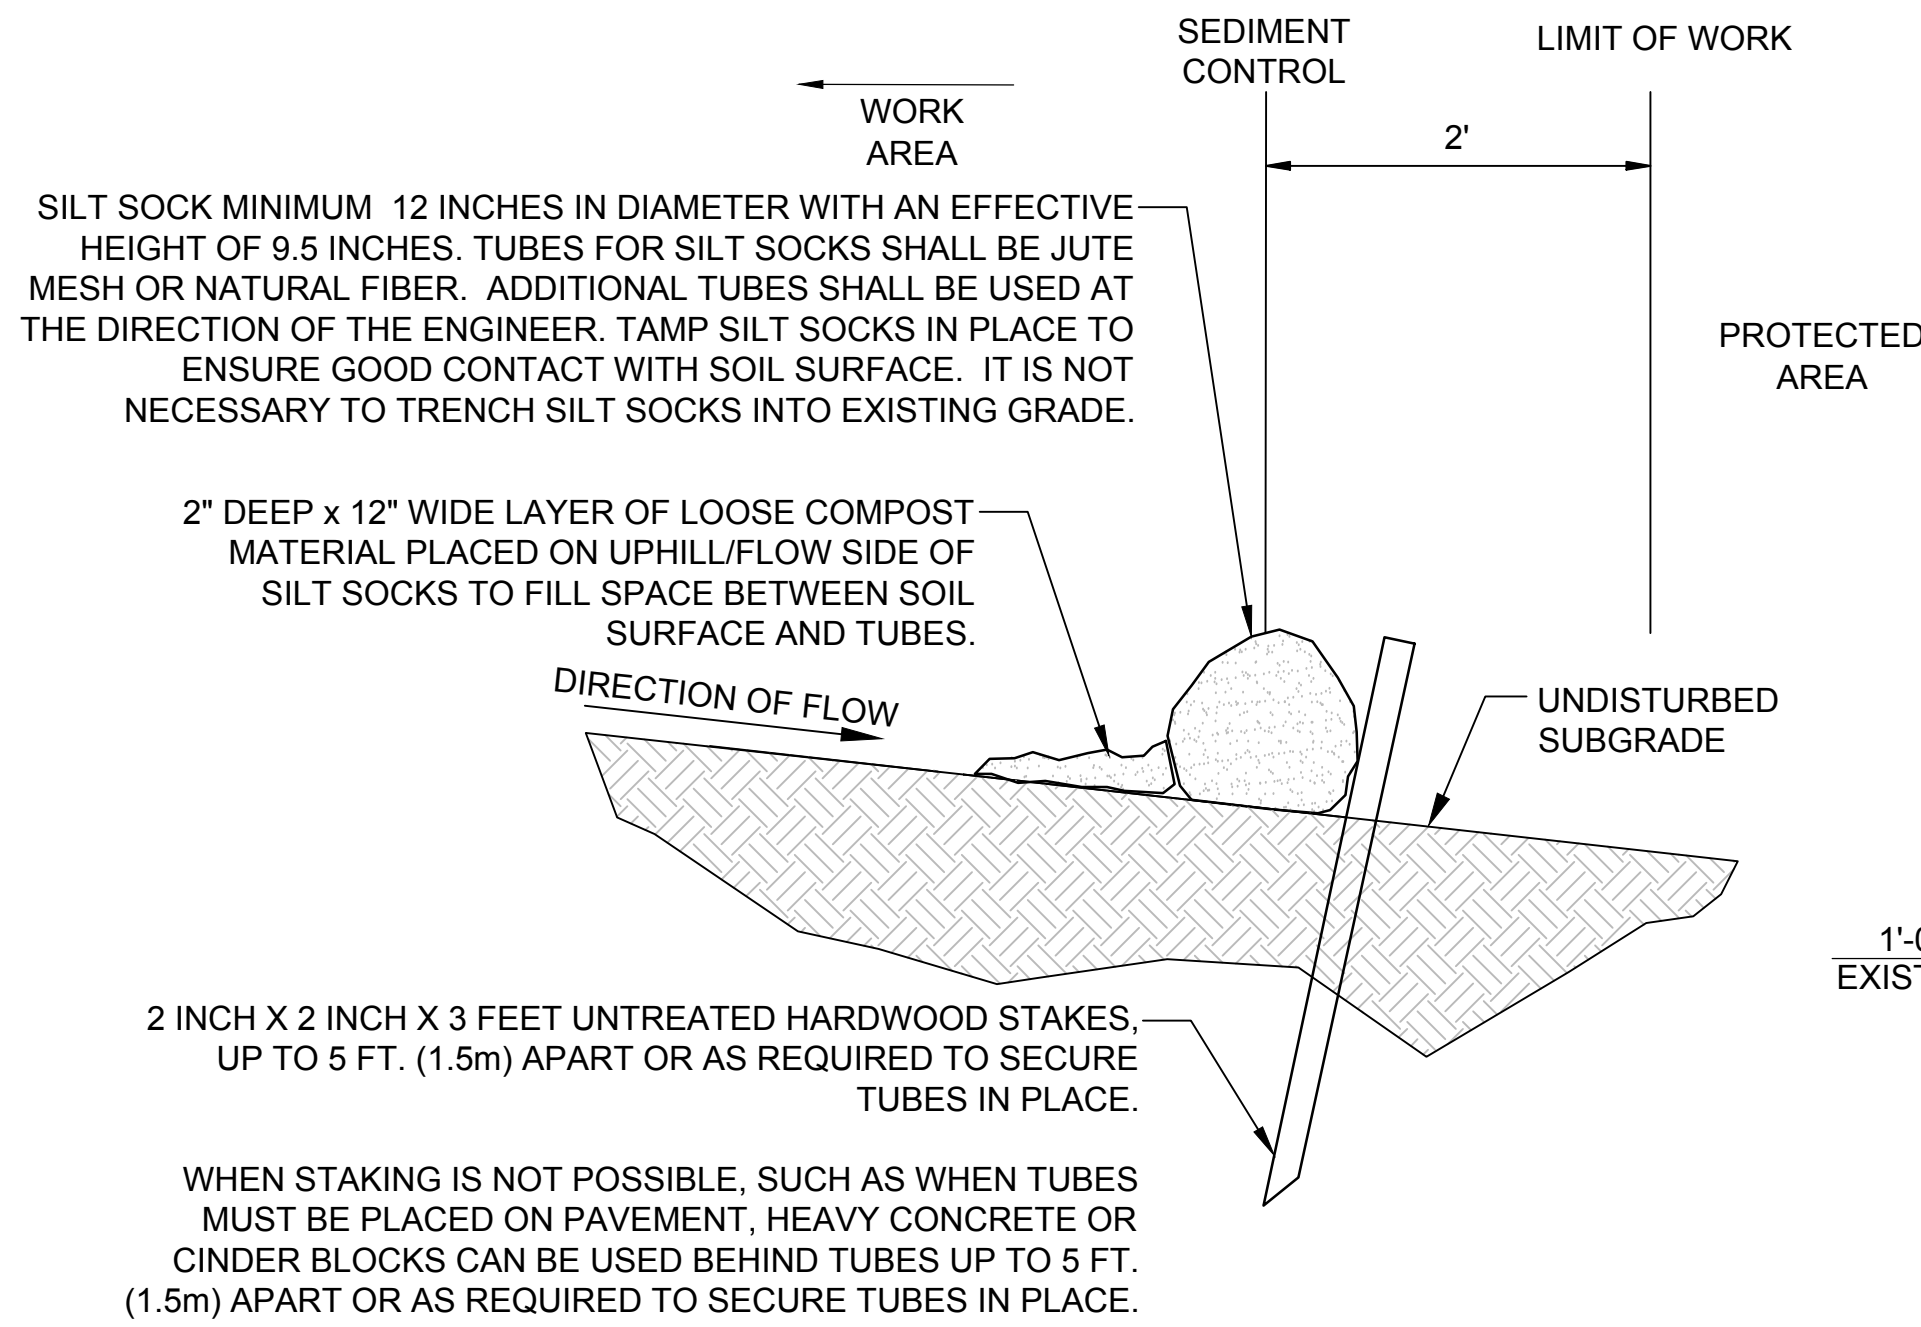 SEDIMENT
CONTROL
LIMIT OF WORK
WORK
AREA
2'
SILT SOCK MINIMUM  12 INCHES IN DIAMETER WITH AN EFFECTIVE
HEIGHT OF 9.5 INCHES. TUBES FOR SILT SOCKS SHALL BE JUTE
MESH OR NATURAL FIBER.  ADDITIONAL TUBES SHALL BE USED AT
THE DIRECTION OF THE ENGINEER. TAMP SILT SOCKS IN PLACE TO
ENSURE GOOD CONTACT WITH SOIL SURFACE.  IT IS NOT
NECESSARY TO TRENCH SILT SOCKS INTO EXISTING GRADE.
PROTECTED
AREA
2" DEEP x 12" WIDE LAYER OF LOOSE COMPOST
MATERIAL PLACED ON UPHILL/FLOW SIDE OF
SILT SOCKS TO FILL SPACE BETWEEN SOIL
SURFACE AND TUBES.
DIRECTION OF FLOW
UNDISTURBED
SUBGRADE
1'-0
EXIST
2 INCH X 2 INCH X 3 FEET UNTREATED HARDWOOD STAKES,
UP TO 5 FT. (1.5m) APART OR AS REQUIRED TO SECURE
TUBES IN PLACE.
WHEN STAKING IS NOT POSSIBLE, SUCH AS WHEN TUBES
MUST BE PLACED ON PAVEMENT, HEAVY CONCRETE OR
CINDER BLOCKS CAN BE USED BEHIND TUBES UP TO 5 FT.
(1.5m) APART OR AS REQUIRED TO SECURE TUBES IN PLACE.